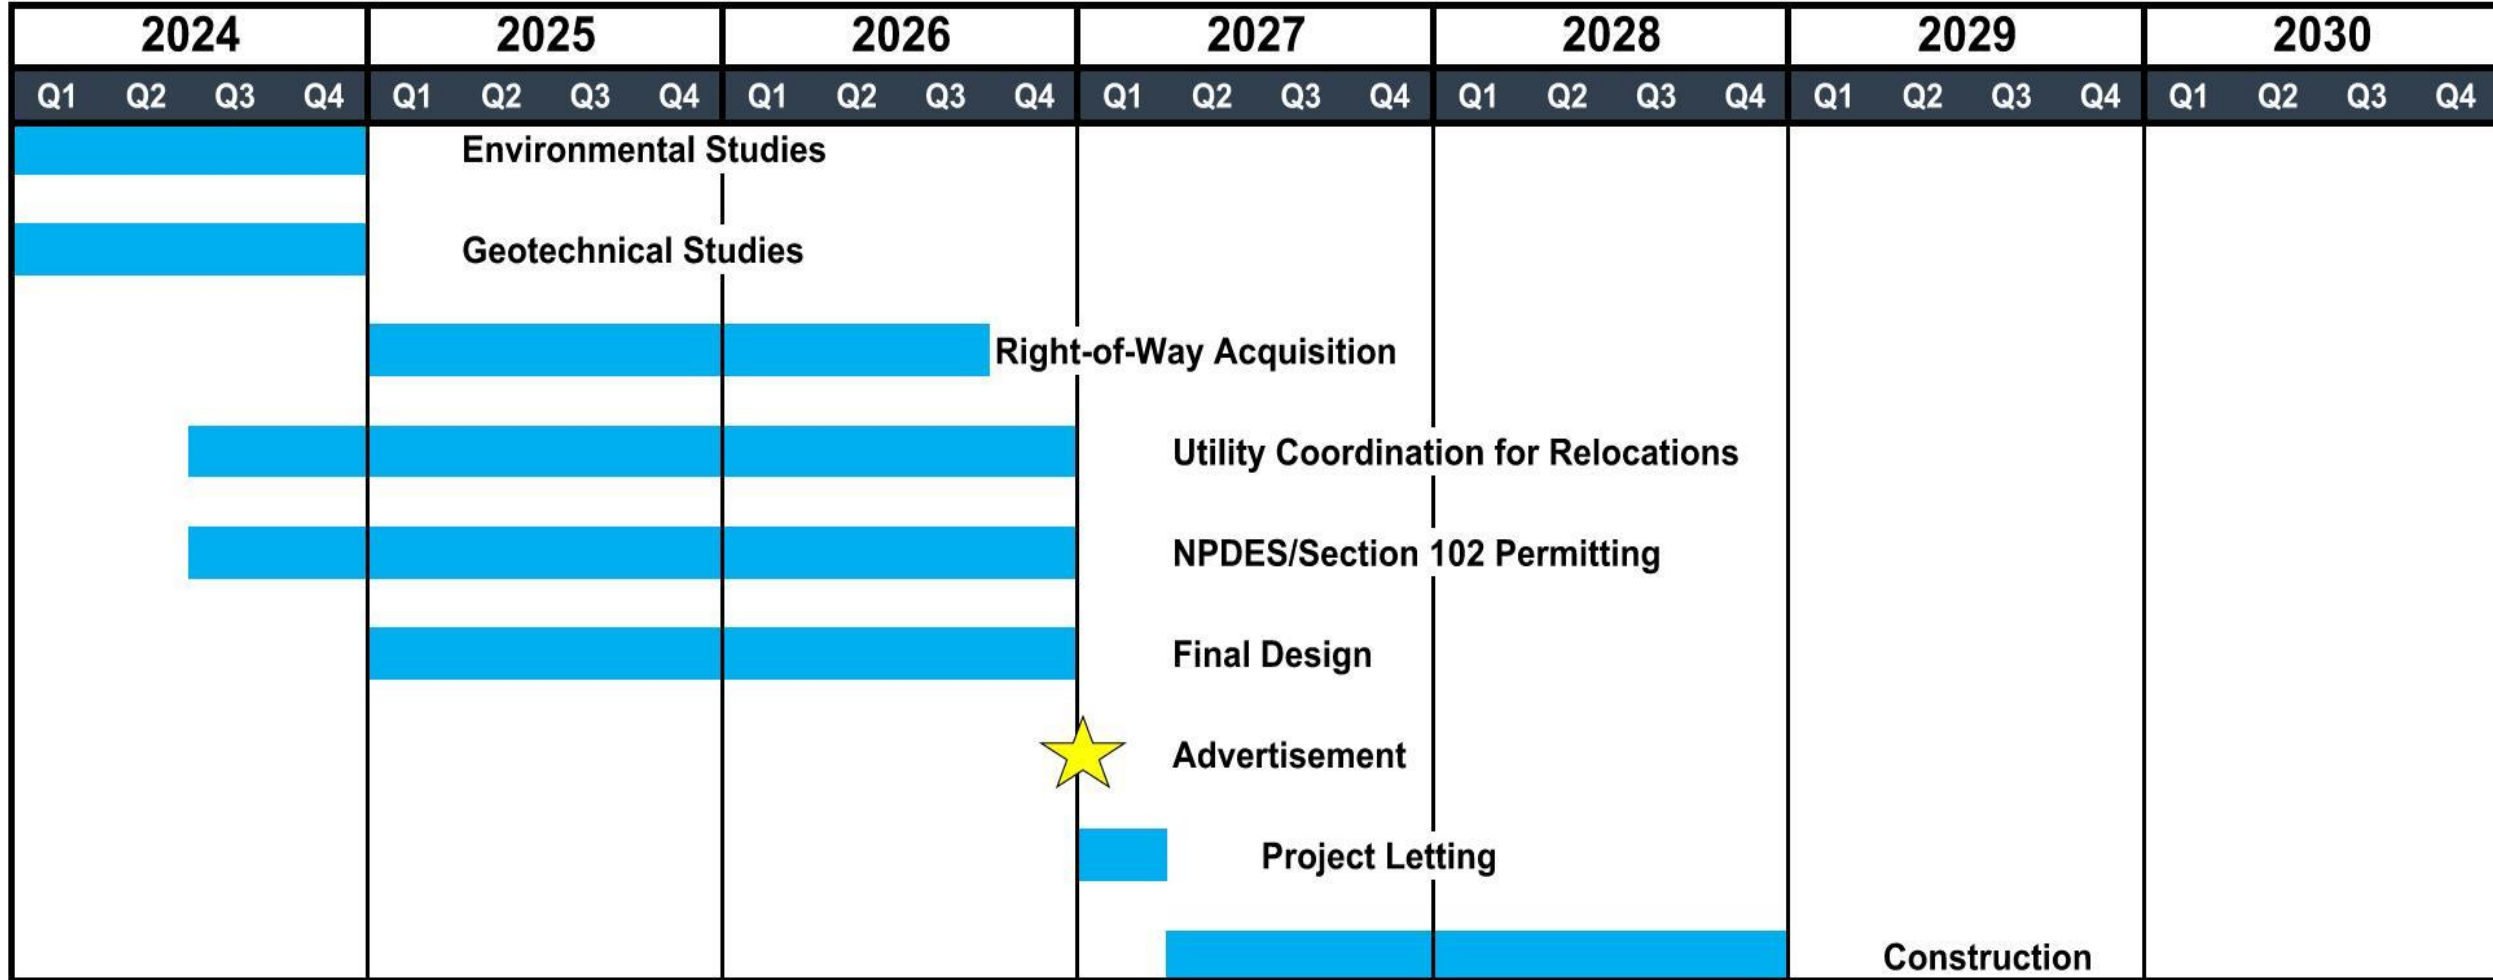 2024 2025 2026 2027 2028 2029 2030
Q1 Q2 Q3 Q4 Q1 Q2 Q3 Q4 Q1 Q2 Q3 Q4 Q1 Q2 Q3 Q4 Q1 Q2 Q3 Q4 Q1 Q2 Q3 Q4 Q1 Q2 Q3 Q4
Environmental Studies
Geotechnical Studies
Right-of-Way Acquisition
Utility Coordination for Relocations
NPDES/Section 102 Permitting
Final Design
Advertisement
Project Letting
Construction